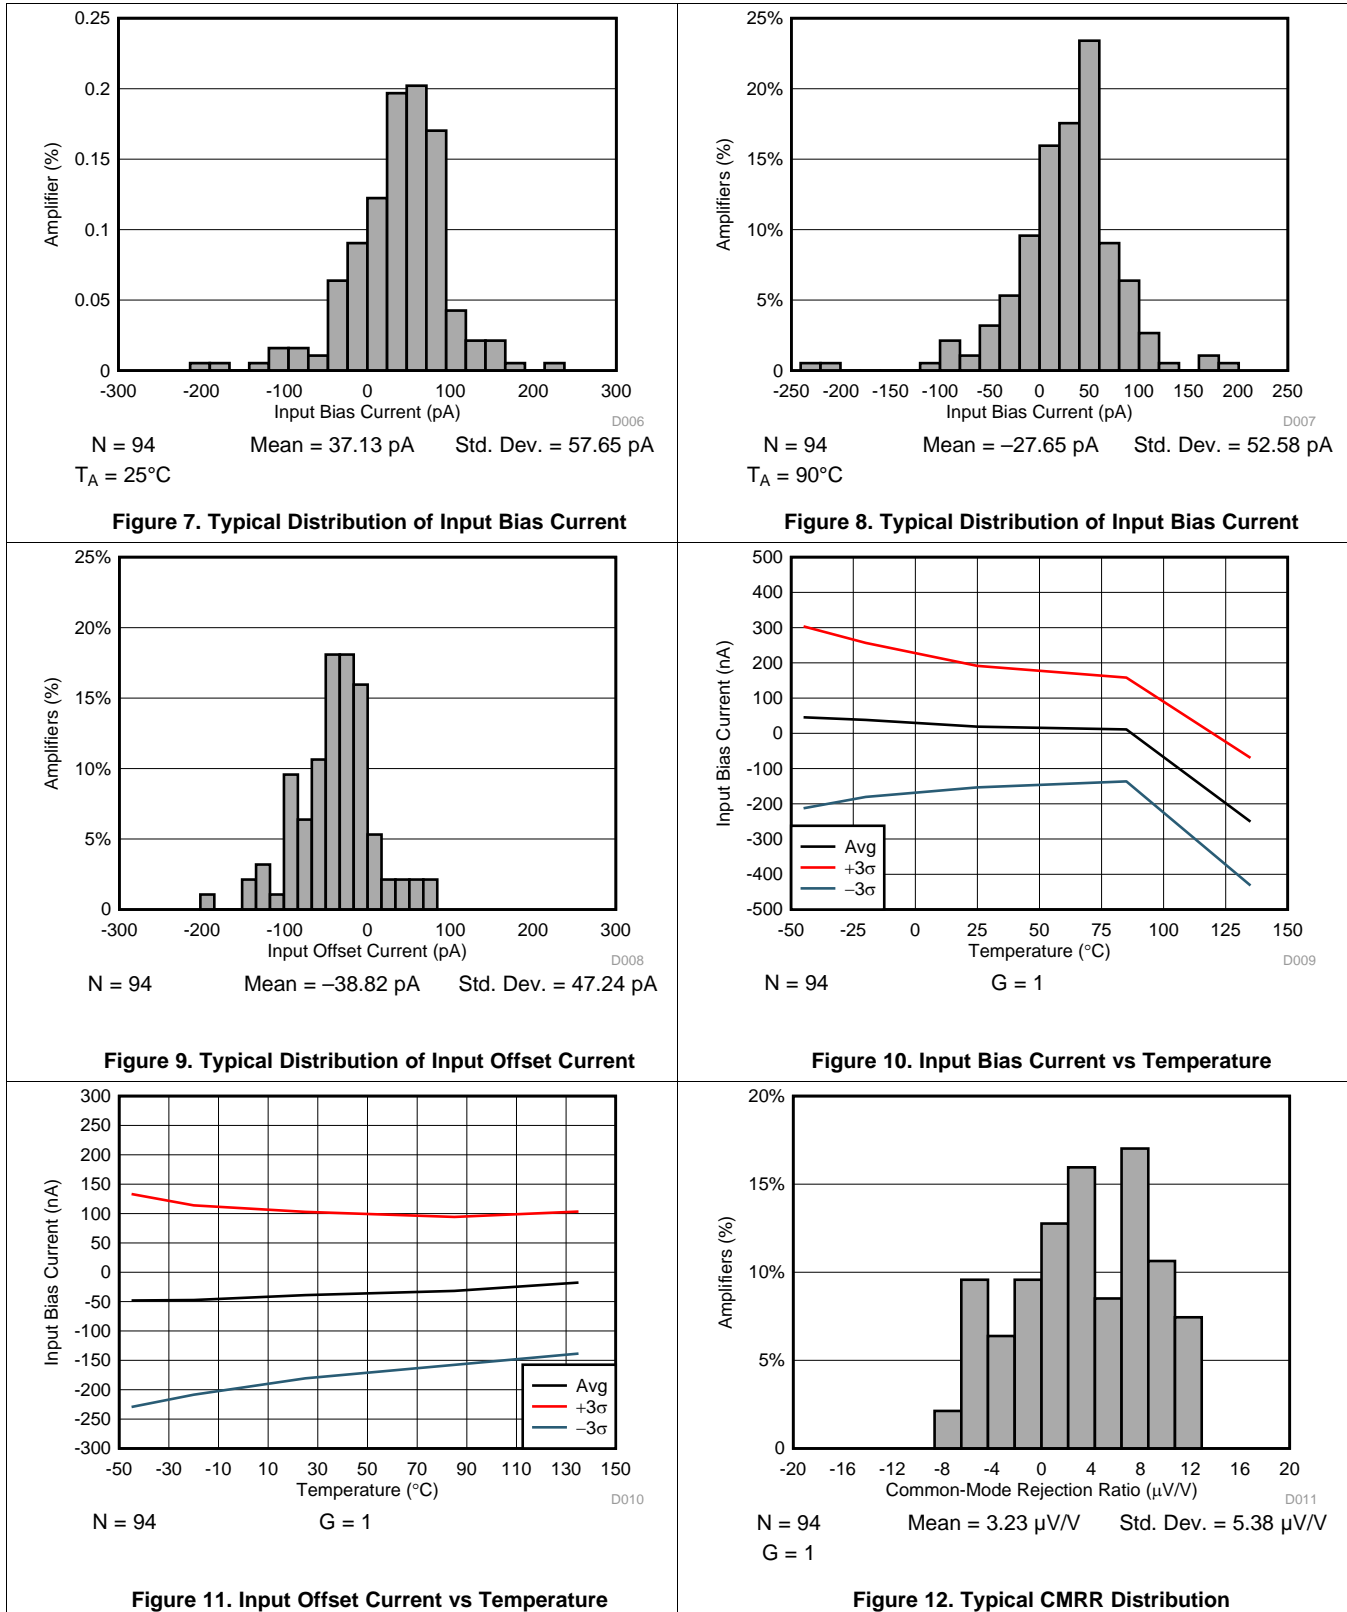 0.25
0.2
0.15
0.1
0.05
0
Amplifier (%)
-300 -200 -100 0 100 200 300
Input Bias Current (pA)
D006
N = 94 Mean = 37.13 pA Std. Dev. = 57.65 pA
TA = 25°C
Figure 7. Typical Distribution of Input Bias Current
25%
20%
15%
10%
5%
0
Amplifiers (%)
-250 -200 -150 -100 -50 0 50 100 150 200 250
Input Bias Current (pA)
D007
N = 94 Mean = –27.65 pA Std. Dev. = 52.58 pA
TA = 90°C
Figure 8. Typical Distribution of Input Bias Current
25%
20%
15%
10%
5%
0
Amplifiers (%)
-300 -200 -100 0 100 200 300
Input Offset Current (pA)
D008
N = 94 Mean = –38.82 pA Std. Dev. = 47.24 pA
Figure 9. Typical Distribution of Input Offset Current
500
400
300
200
100
0
-100
-200
-300
-400
-500
Input Bias Current (nA)
Avg
+3σ
−3σ
-50 -25 0 25 50 75 100 125 150
Temperature (°C)
D009
N = 94 G = 1
Figure 10. Input Bias Current vs Temperature
300
250
200
150
100
50
0
-50
-100
-150
-200
-250
-300
Input Bias Current (nA)
Avg
+3σ
−3σ
-50 -30 -10 10 30 50 70 90 110 130 150
Temperature (°C)
D010
N = 94 G = 1
Figure 11. Input Offset Current vs Temperature
20%
15%
10%
5%
0
Amplifiers (%)
-20 -16 -12 -8 -4 0 4 8 12 16 20
Common-Mode Rejection Ratio (μV/V)
D011
N = 94 Mean = 3.23 μV/V Std. Dev. = 5.38 μV/V
G = 1
Figure 12. Typical CMRR Distribution